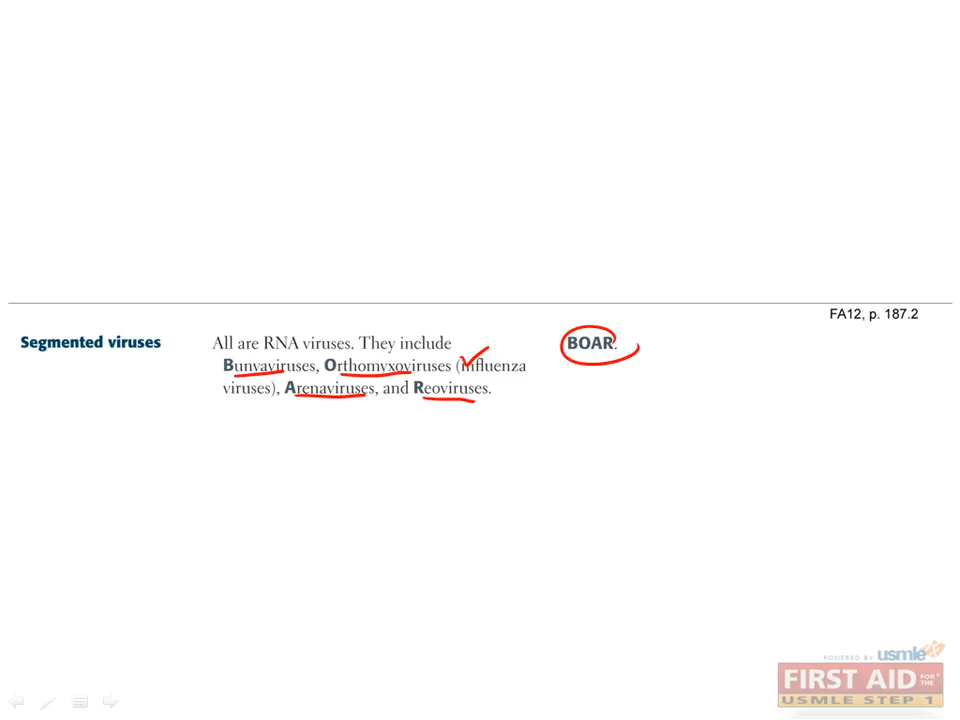 FA12, p. 187.2
Segmented viruses
All are RNA viruses. They include
Bunyaviruses, Orthomyxoviruses (influenza
viruses), Arenaviruses, and Reoviruses.
BOAR.
POWERED BY usmle
FIRST AID FOR THE
USMLE STEP 1